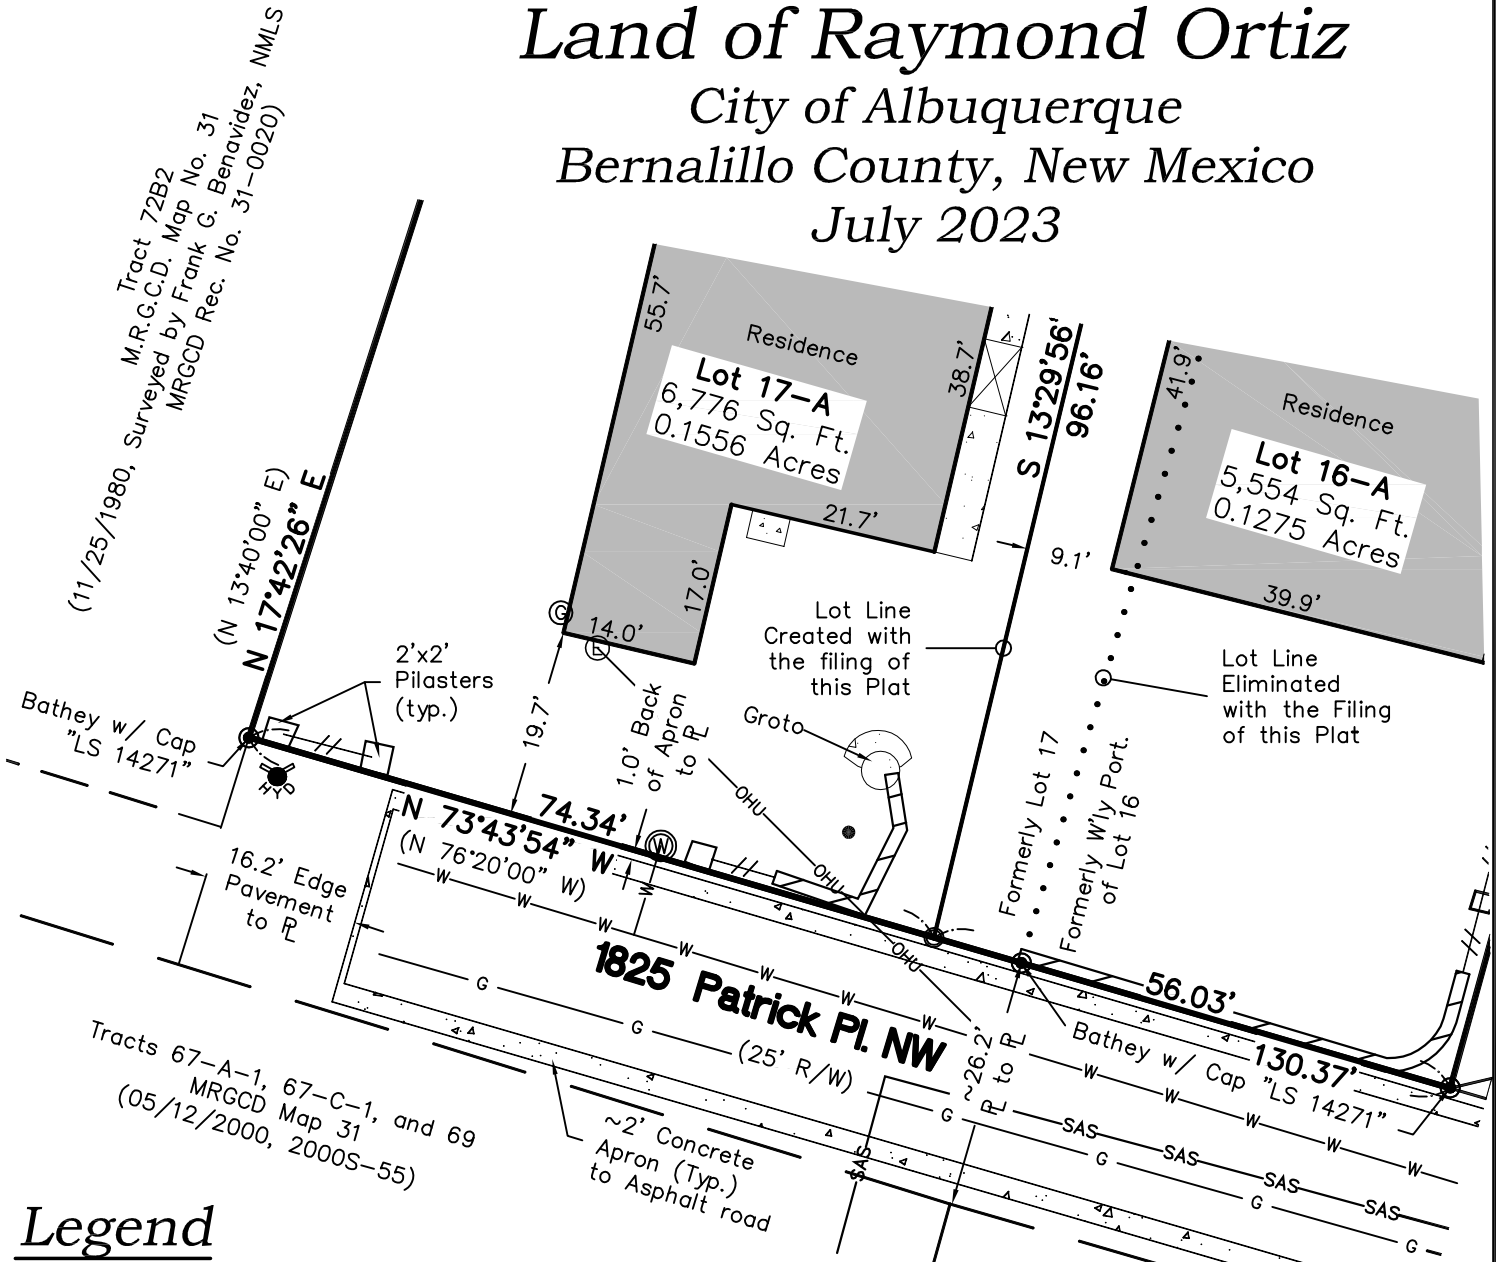 Land of Raymond Ortiz
City of Albuquerque
Bernalillo County, New Mexico
July 2023
Tract 72B2
M.R.G.C.D. Map No. 31
(11/25/1980, Surveyed by Frank G. Benavidez, NMLS
MRGCD Rec. No. 31-0020)
(N 13°40'00" E)
N 17°42'26" E
55.7'
Residence
Lot 17-A
6,776 Sq. Ft.
0.1556 Acres
38.7'
21.7'
17.0'
14.0'
G
E
S 13°29'56"
96.16'
41.9'
Residence
Lot 16-A
5,554 Sq. Ft.
0.1275 Acres
39.9'
9.1'
Lot Line
Created with
the filing of
this Plat
Lot Line
Eliminated
with the Filing
of this Plat
2'x2'
Pilasters
(typ.)
Bathey w/ Cap
"LS 14271"
HYD
19.7'
1.0' Back
of Apron
to PL
Groto
OHU
OHU
OHU
Formerly Lot 17
Formerly W'ly Port.
of Lot 16
N 73°43'54" W
74.34'
(N 76°20'00" W)
W
W
16.2' Edge
Pavement
to PL
W W W W W W W W W W W W
G G G G G G
1825 Patrick Pl. NW
(25' R/W)
56.03'
130.37'
~26.2'
PL to PL
Bathey w/ Cap "LS 14271"
SAS
SAS SAS SAS SAS
Tracts 67-A-1, 67-C-1, and 69
MRGCD Map 31
(05/12/2000, 2000S-55)
~2' Concrete
Apron (Typ.)
to Asphalt road
Legend